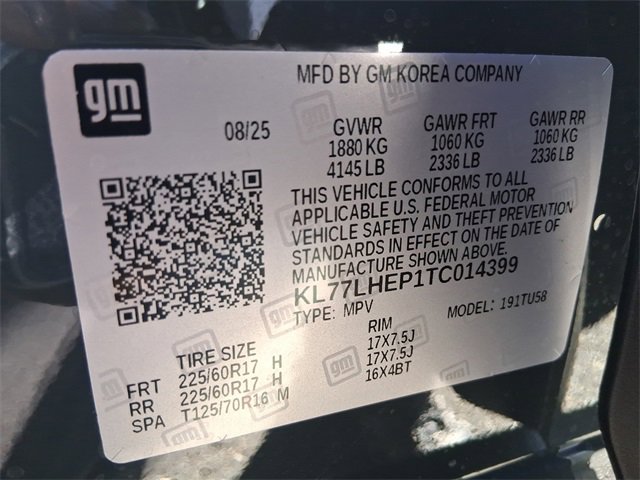 gm
MFD BY GM KOREA COMPANY
08/25
GVWR GAWR FRT GAWR RR
1880 KG 1060 KG 1060 KG
4145 LB 2336 LB 2336 LB
THIS VEHICLE CONFORMS TO ALL
APPLICABLE U.S. FEDERAL MOTOR
VEHICLE SAFETY AND THEFT PREVENTION
STANDARDS IN EFFECT ON THE DATE OF
MANUFACTURE SHOWN ABOVE.
KL77LHEP1TC014399
TYPE: MPV MODEL: 191TU58
TIRE SIZE RIM
FRT 225/60R17 H 17X7.5J
RR 225/60R17 H 17X7.5J
SPA T125/70R16 M 16X4BT